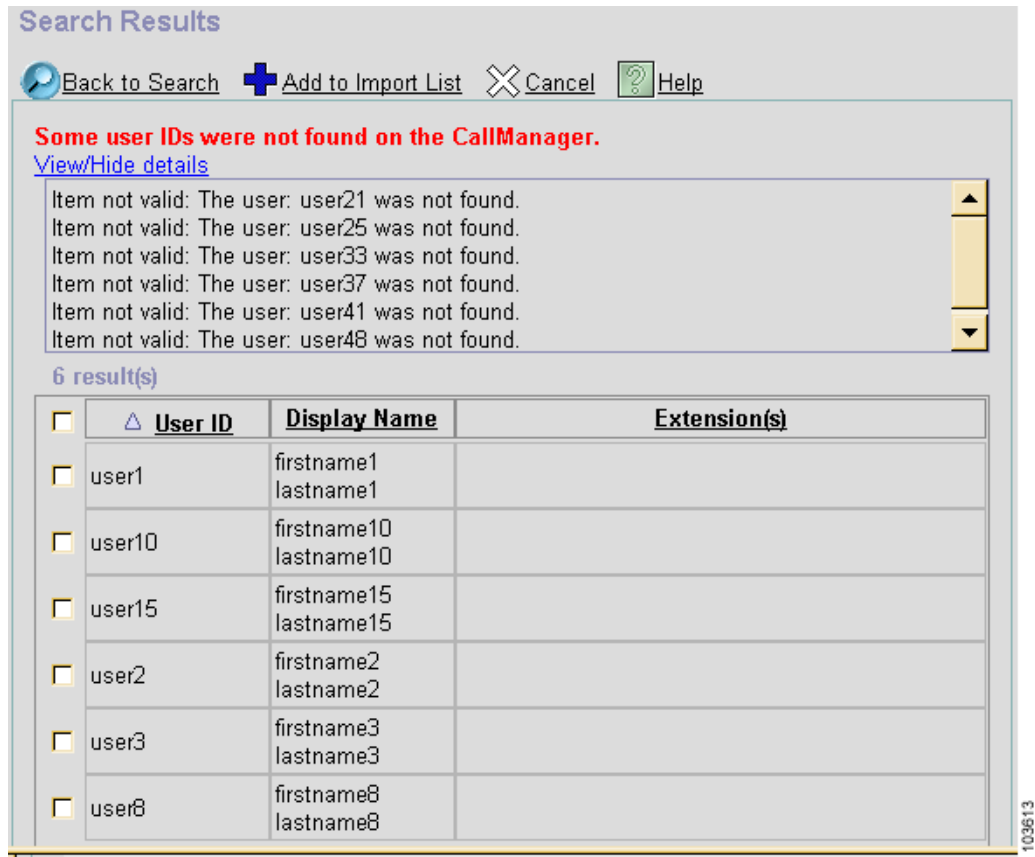 Search Results
Back to Search Add to Import List Cancel Help
Some user IDs were not found on the CallManager.
View/Hide details
Item not valid: The user: user21 was not found.
Item not valid: The user: user25 was not found.
Item not valid: The user: user33 was not found.
Item not valid: The user: user37 was not found.
Item not valid: The user: user41 was not found.
Item not valid: The user: user48 was not found.
6 result(s)
User ID Display Name Extension(s)
user1 firstname1
lastname1
user10 firstname10
lastname10
user15 firstname15
lastname15
user2 firstname2
lastname2
user3 firstname3
lastname3
user8 firstname8
lastname8
103613